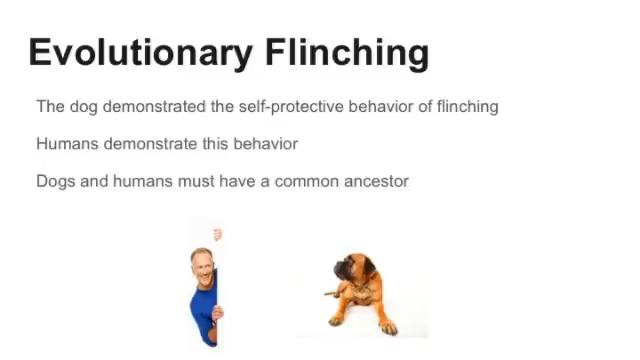 Evolutionary Flinching
The dog demonstrated the self-protective behavior of flinching
Humans demonstrate this behavior
Dogs and humans must have a common ancestor